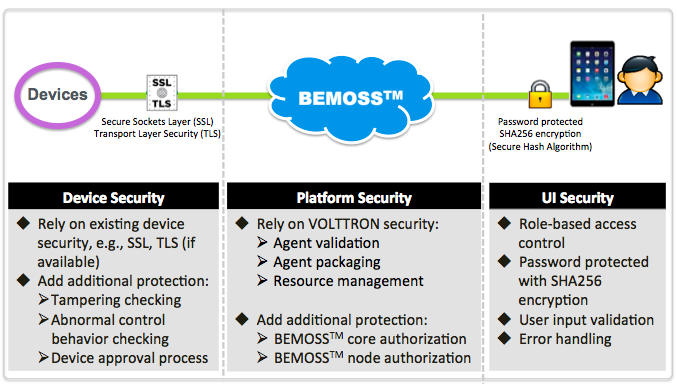 Devices
SSL
TLS
Secure Sockets Layer (SSL)
Transport Layer Security (TLS)
BEMOSS™
Password protected
SHA256 encryption
(Secure Hash Algorithm)
Device Security
◆ Rely on existing device
security, e.g., SSL, TLS (if
available)
◆ Add additional protection:
➢Tampering checking
➢Abnormal control
behavior checking
➢Device approval process
Platform Security
◆ Rely on VOLTTRON security:
➢ Agent validation
➢ Agent packaging
➢ Resource management
◆ Add additional protection:
➢ BEMOSS™ core authorization
➢ BEMOSS™ node authorization
UI Security
◆ Role-based access
control
◆ Password protected
with SHA256
encryption
◆ User input validation
◆ Error handling